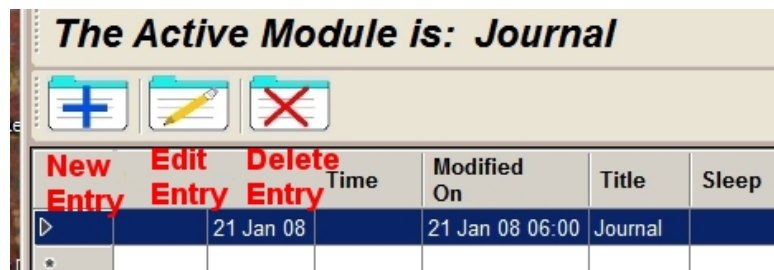 The Active Module is: Journal
New Entry
Edit Entry
Delete Entry
Time
Modified On
Title
Sleep
21 Jan 08
21 Jan 08 06:00
Journal